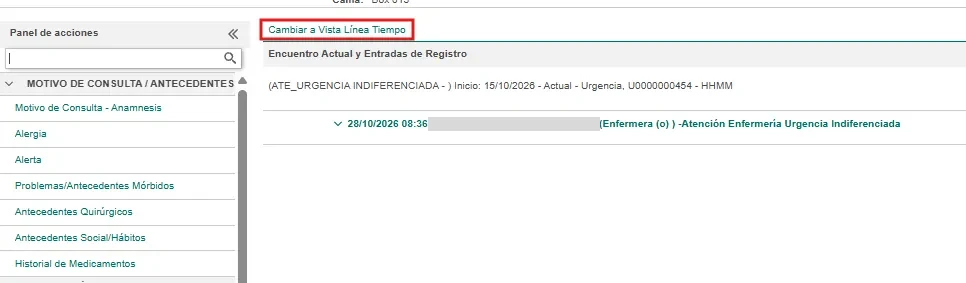 Cama: Box 015
Panel de acciones
Cambiar a Vista Línea Tiempo
Encuentro Actual y Entradas de Registro
MOTIVO DE CONSULTA / ANTECEDENTES
(ATE_URGENCIA INDIFERENCIADA - ) Inicio: 15/10/2026 - Actual - Urgencia, U0000000454 - HHMM
Motivo de Consulta - Anamnesis
28/10/2026 08:36 (Enfermera (o) ) -Atención Enfermería Urgencia Indiferenciada
Alergia
Alerta
Problemas/Antecedentes Mórbidos
Antecedentes Quirúrgicos
Antecedentes Social/Hábitos
Historial de Medicamentos